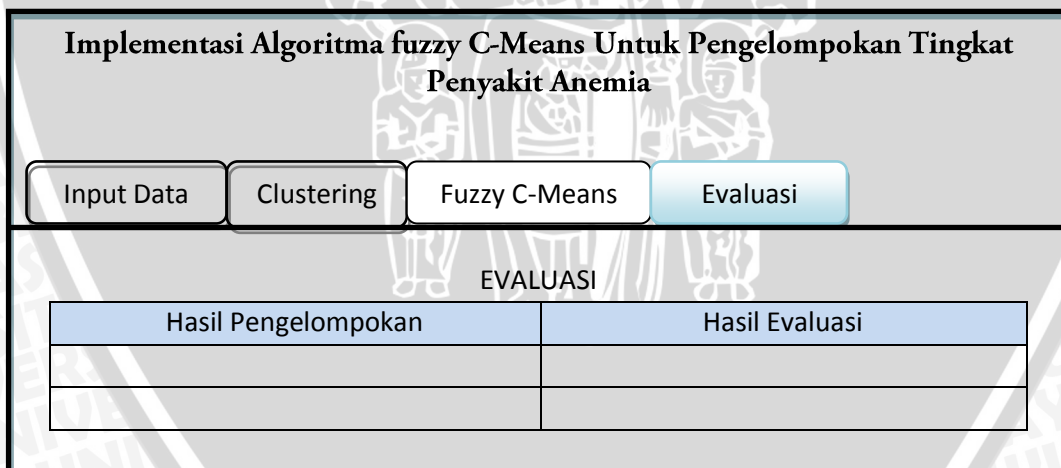 Implementasi Algoritma fuzzy C-Means Untuk Pengelompokan Tingkat
Penyakit Anemia
Input Data
Clustering
Fuzzy C-Means
Evaluasi
EVALUASI
Hasil Pengelompokan
Hasil Evaluasi